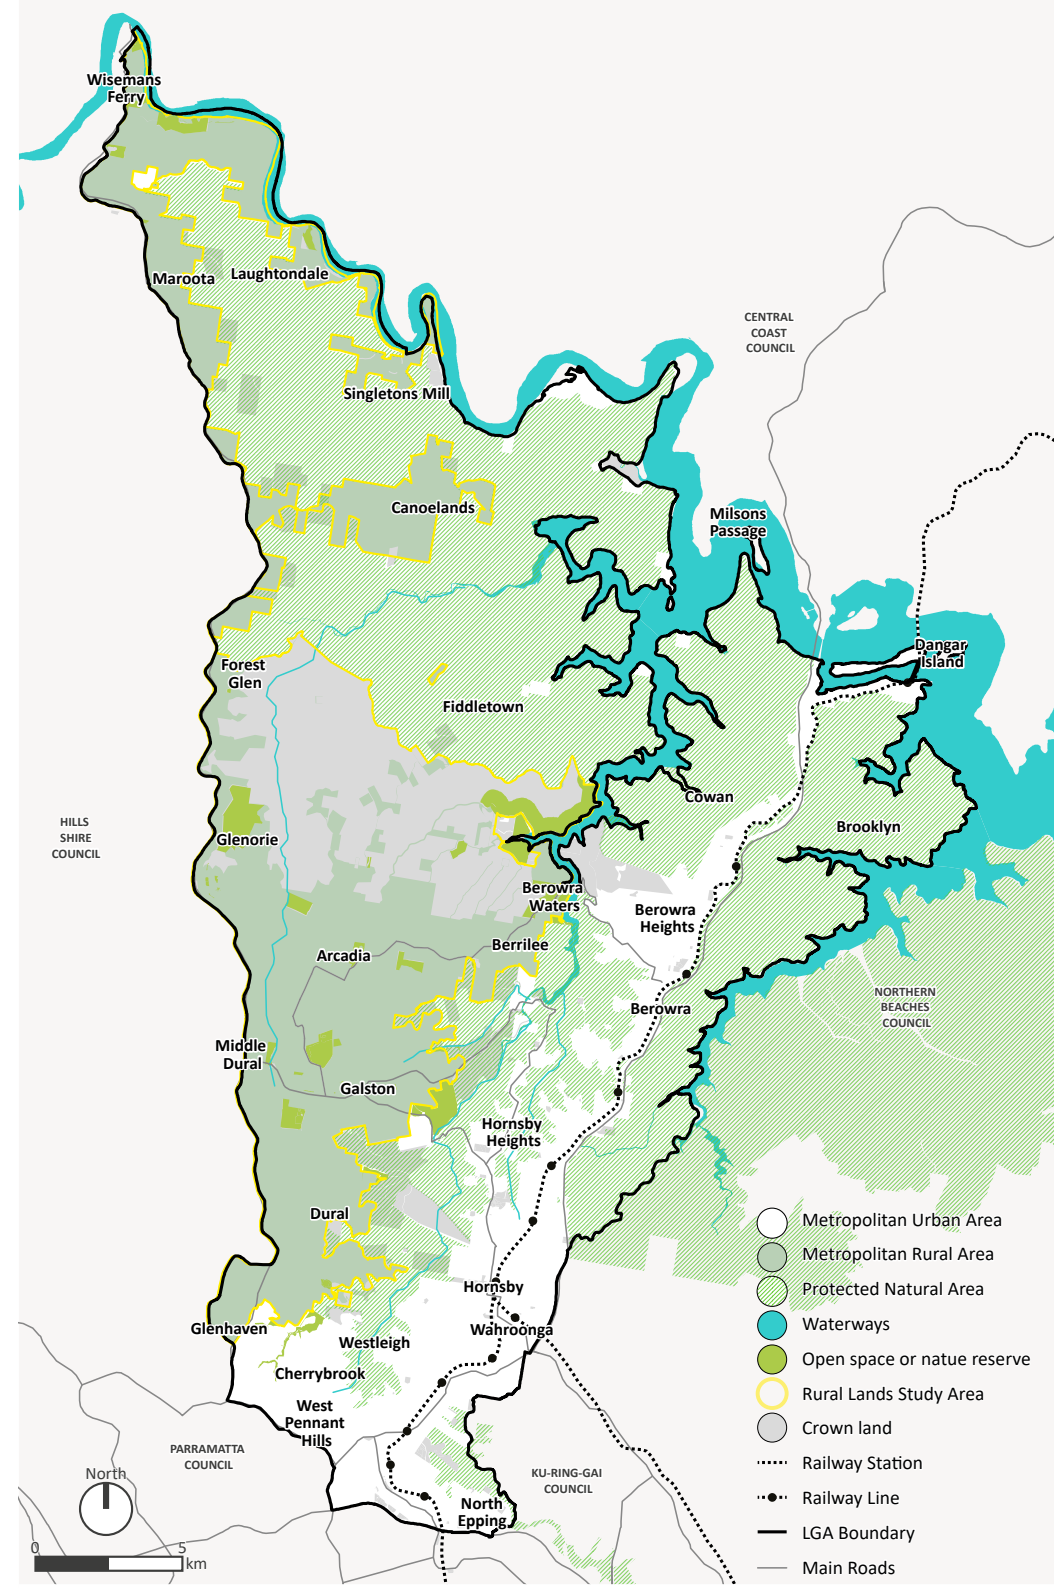 Wisemans
Ferry
Maroota
Laughtondale
CENTRAL
COAST
COUNCIL
Singletons Mill
Canoelands
Milsons
Passage
Dangar
Island
Forest
Glen
Fiddletown
Cowan
Brooklyn
HILLS
SHIRE
COUNCIL
Glenorie
Berowra
Waters
Berowra
Heights
Berrilee
Arcadia
NORTHERN
BEACHES
COUNCIL
Berowra
Middle
Dural
Galston
Hornsby
Heights
Dural
Hornsby
Glenhaven
Wahroonga
Westleigh
Cherrybrook
West
Pennant
Hills
PARRAMATTA
COUNCIL
KU-RING-GAI
COUNCIL
North
Epping
North
0 5
km
Metropolitan Urban Area
Metropolitan Rural Area
Protected Natural Area
Waterways
Open space or natue reserve
Rural Lands Study Area
Crown land
Railway Station
Railway Line
LGA Boundary
Main Roads